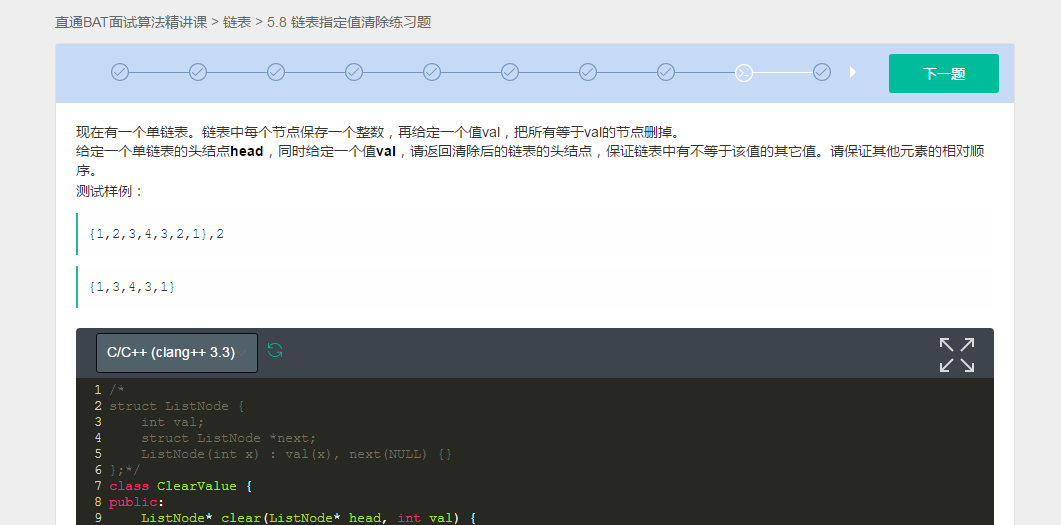 直通BAT面试算法精讲课 > 链表 > 5.8 链表指定值清除练习题
下一题
现在有一个单链表。链表中每个节点保存一个整数，再给定一个值val，把所有等于val的节点删掉。
给定一个单链表的头结点head，同时给定一个值val，请返回清除后的链表的头结点，保证链表中有不等于该值的其它值。请保证其他元素的相对顺
序。
测试样例：
{1,2,3,4,3,2,1},2
{1,3,4,3,1}
C/C++ (clang++ 3.3)
1 /*
2 struct ListNode {
3     int val;
4     struct ListNode *next;
5     ListNode(int x) : val(x), next(NULL) {}
6 };*/
7 class ClearValue {
8 public:
9     ListNode* clear(ListNode* head, int val) {